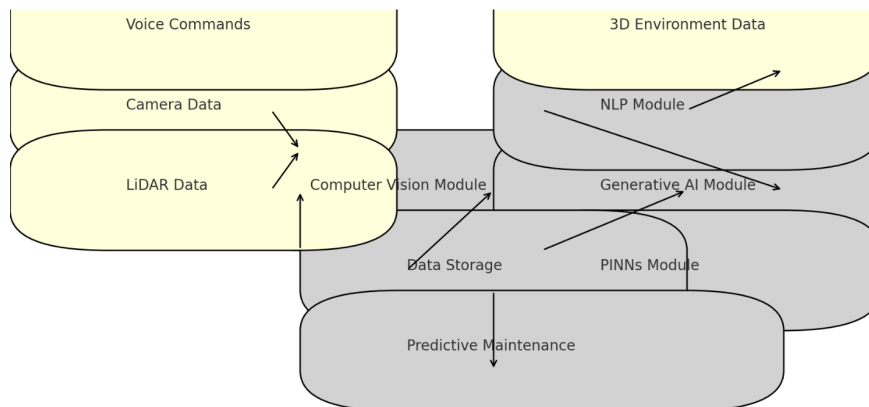 Voice Commands
3D Environment Data
Camera Data
NLP Module
LiDAR Data
Computer Vision Module
Generative AI Module
Data Storage
PINNs Module
Predictive Maintenance